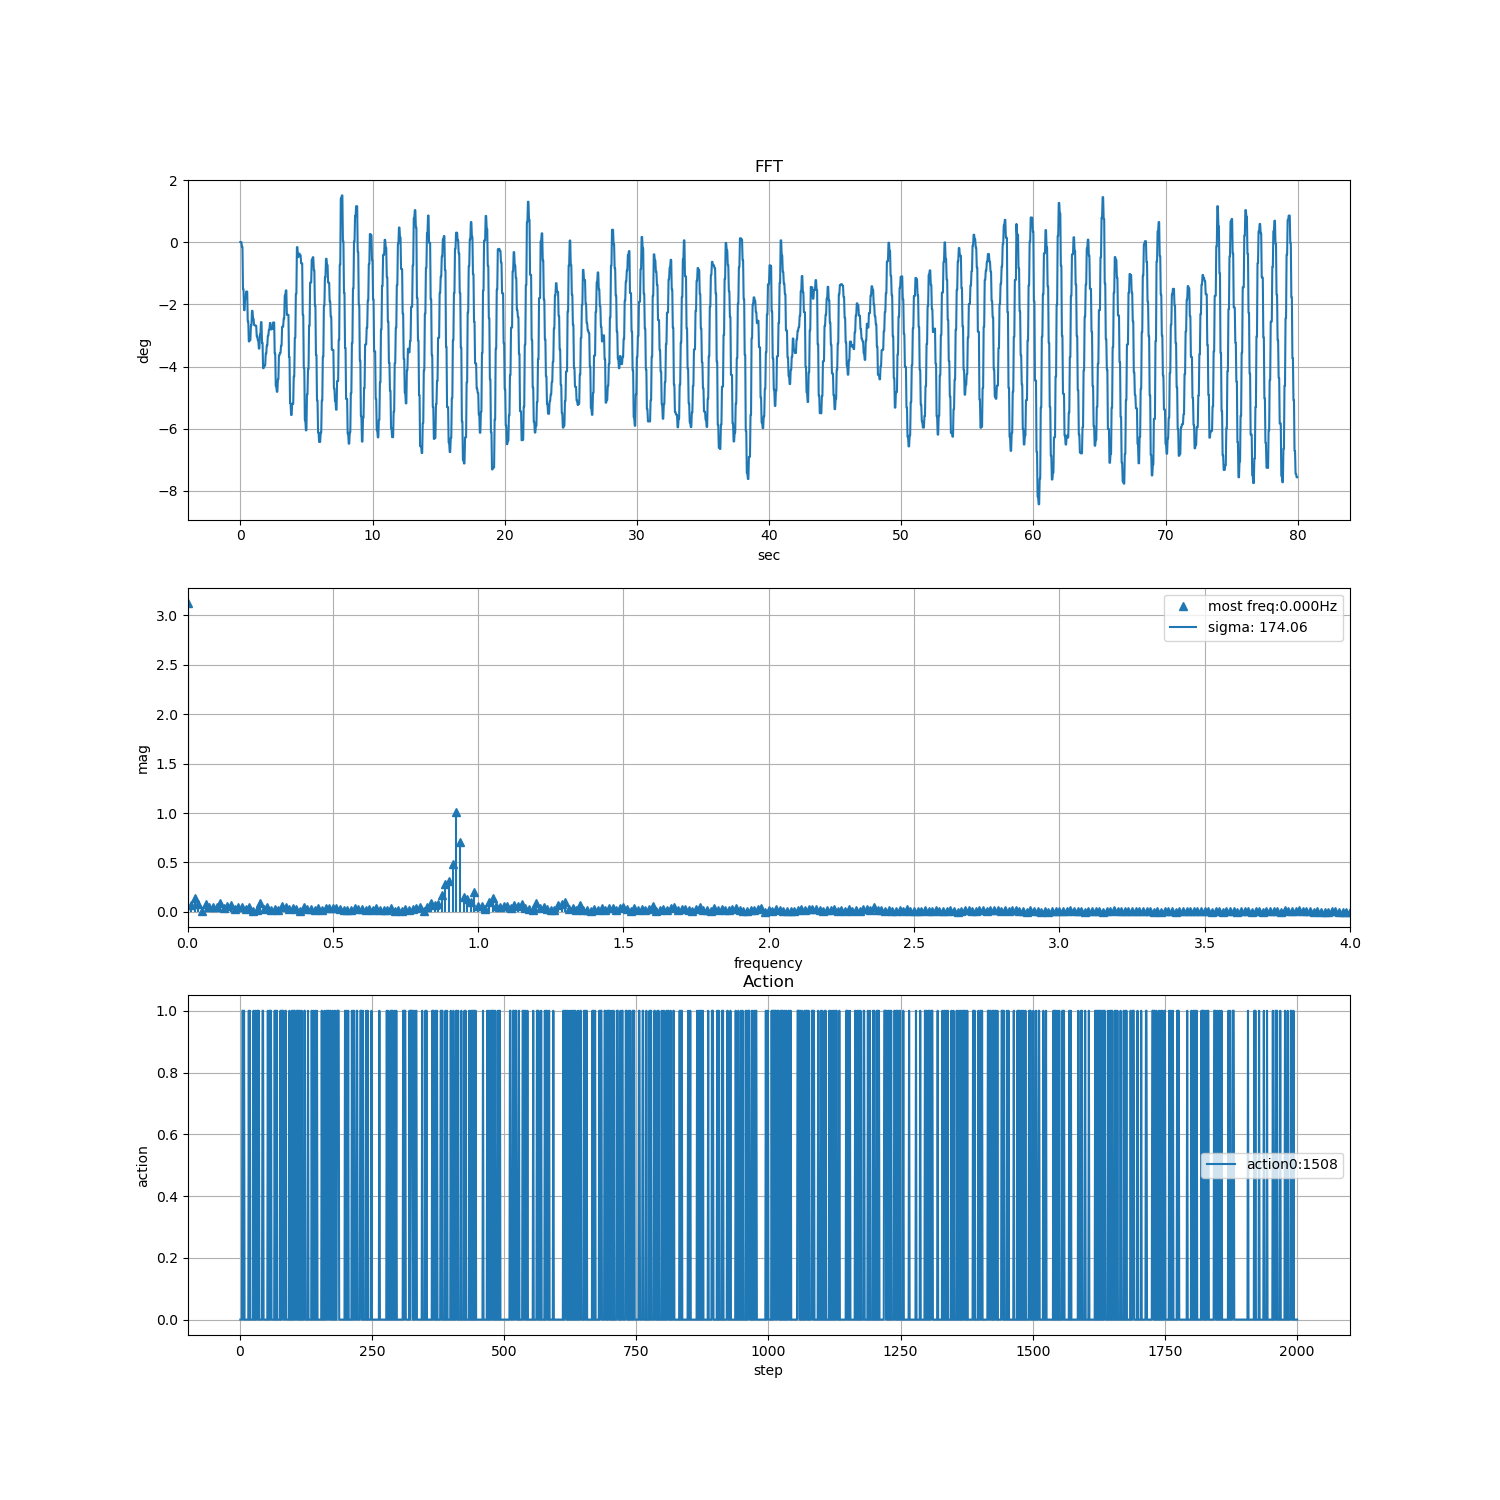 FFT
2
0
−2
−4
−6
−8
deg
0 10 20 30 40 50 60 70 80
sec
most freq:0.000Hz
sigma: 174.06
3.0
2.5
2.0
1.5
1.0
0.5
0.0
mag
0.0 0.5 1.0 1.5 2.0 2.5 3.0 3.5 4.0
frequency
Action
1.0
0.8
0.6
0.4
0.2
0.0
action
action0:1508
0 250 500 750 1000 1250 1500 1750 2000
step